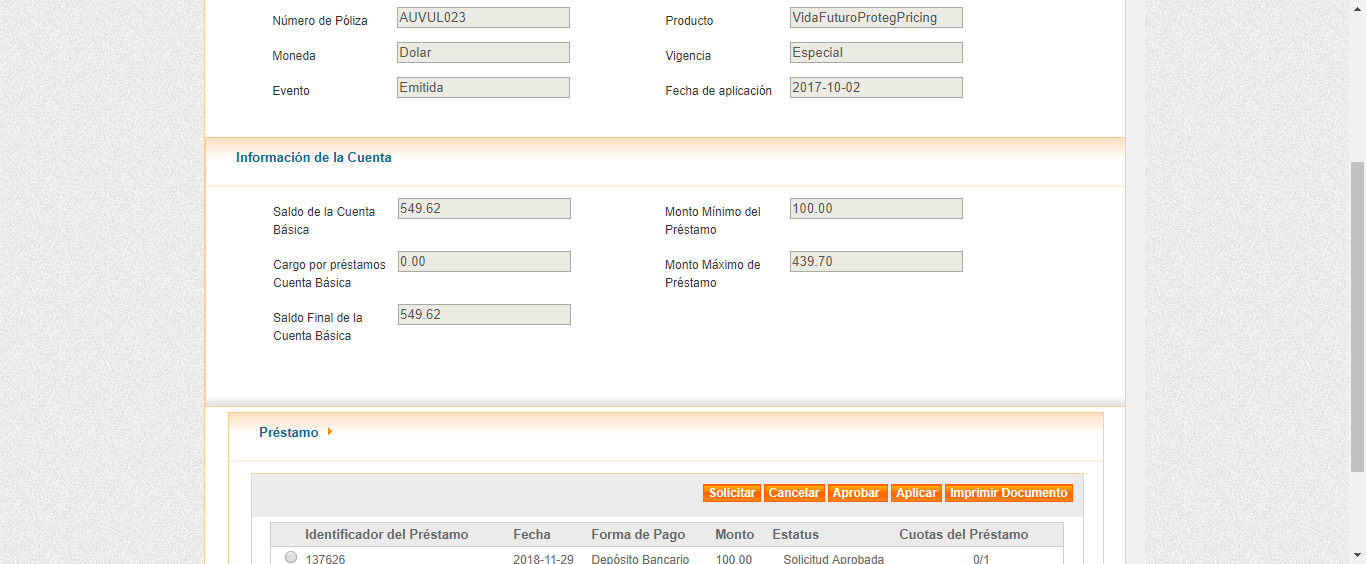 Número de Póliza AUVUL023 Producto VidaFuturoProtegPricing
Moneda Dolar Vigencia Especial
Evento Emitida Fecha de aplicación 2017-10-02
Información de la Cuenta
Saldo de la Cuenta Básica 549.62 Monto Mínimo del Préstamo 100.00
Cargo por préstamos Cuenta Básica 0.00 Monto Máximo de Préstamo 439.70
Saldo Final de la Cuenta Básica 549.62
Préstamo
Solicitar Cancelar Aprobar Aplicar Imprimir Documento
Identificador del Préstamo Fecha Forma de Pago Monto Estatus Cuotas del Préstamo
137626 2018-11-29 Depósito Bancario 100.00 Solicitud Aprobada 0/1